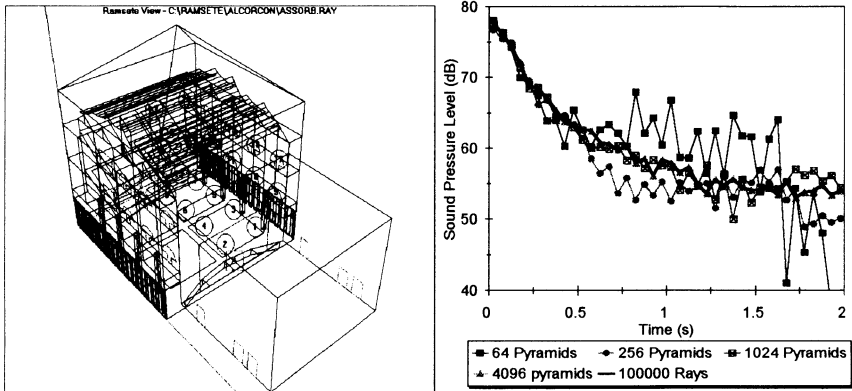 Ramsete View - C:\RAMSETE\ALCORCON\ASSORB.RAY
Sound Pressure Level (dB)
80
70
60
50
40
0
0.5
1
1.5
2
Time (s)
64 Pyramids
256 Pyramids
1024 Pyramids
4096 pyramids
100000 Rays